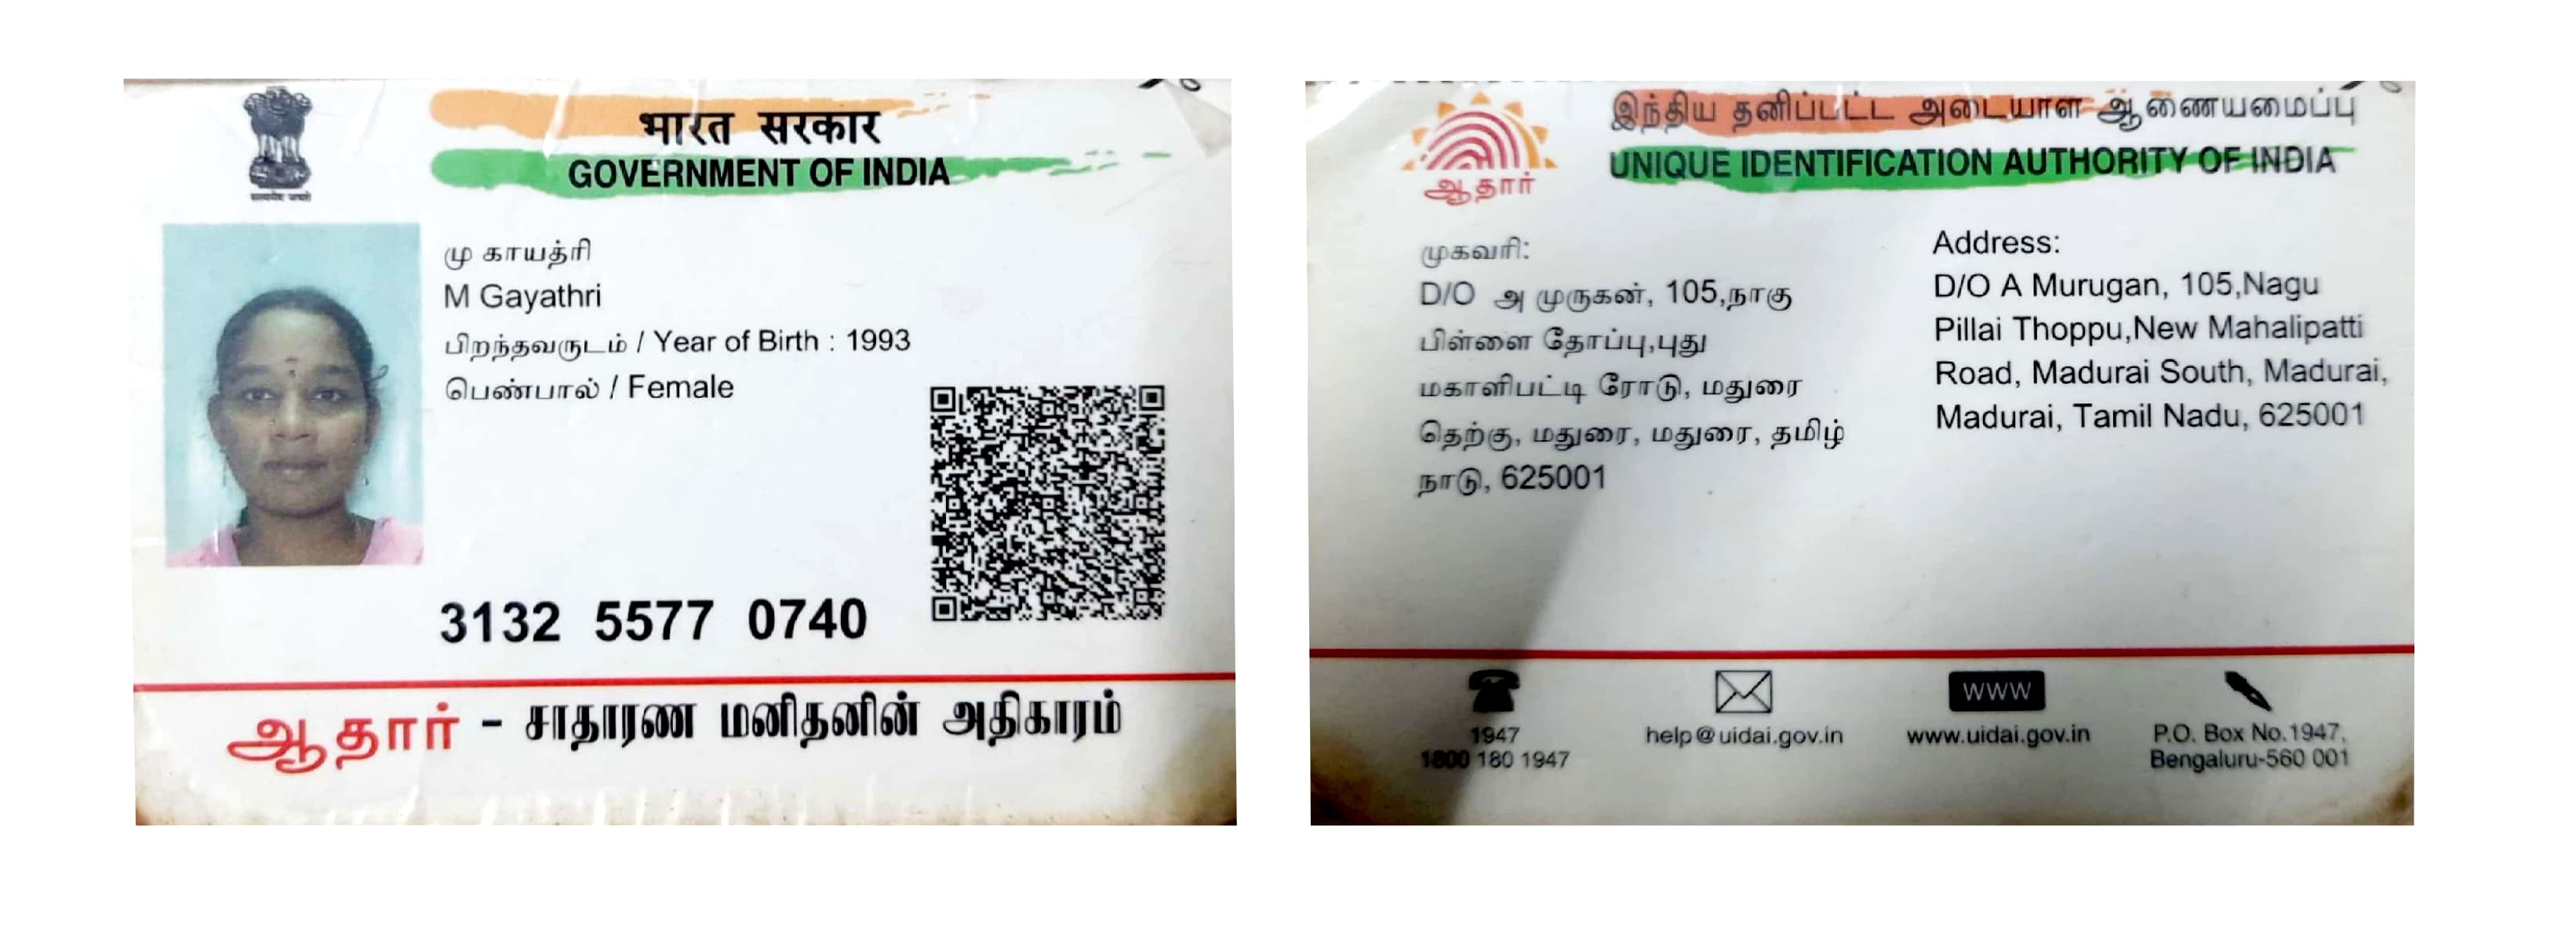 भारत सरकार
GOVERNMENT OF INDIA
सत्यमेव जयते
மு காயத்ரி
M Gayathri
பிறந்தவருடம் / Year of Birth : 1993
பெண்பால் / Female
3132 5577 0740
ஆதார் - சாதாரண மனிதனின் அதிகாரம்
இந்திய தனிப்பட்ட அடையாள ஆணையமைப்பு
UNIQUE IDENTIFICATION AUTHORITY OF INDIA
ஆதார்
முகவரி:
D/O அ முருகன், 105,நாகு
பிள்ளை தோப்பு,புது
மகாளிபட்டி ரோடு, மதுரை
தெற்கு, மதுரை, மதுரை, தமிழ்
நாடு, 625001
Address:
D/O A Murugan, 105,Nagu
Pillai Thoppu,New Mahalipatti
Road, Madurai South, Madurai,
Madurai, Tamil Nadu, 625001
1947
1800 180 1947
help@uidai.gov.in
WWW
www.uidai.gov.in
P.O. Box No.1947,
Bengaluru-560 001